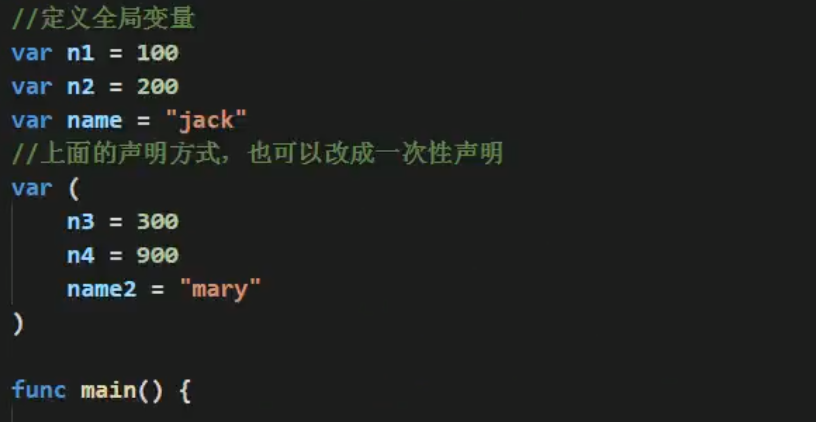 //定义全局变量
var n1 = 100
var n2 = 200
var name = "jack"
//上面的声明方式，也可以改成一次性声明
var (
    n3 = 300
    n4 = 900
    name2 = "mary"
)
func main() {